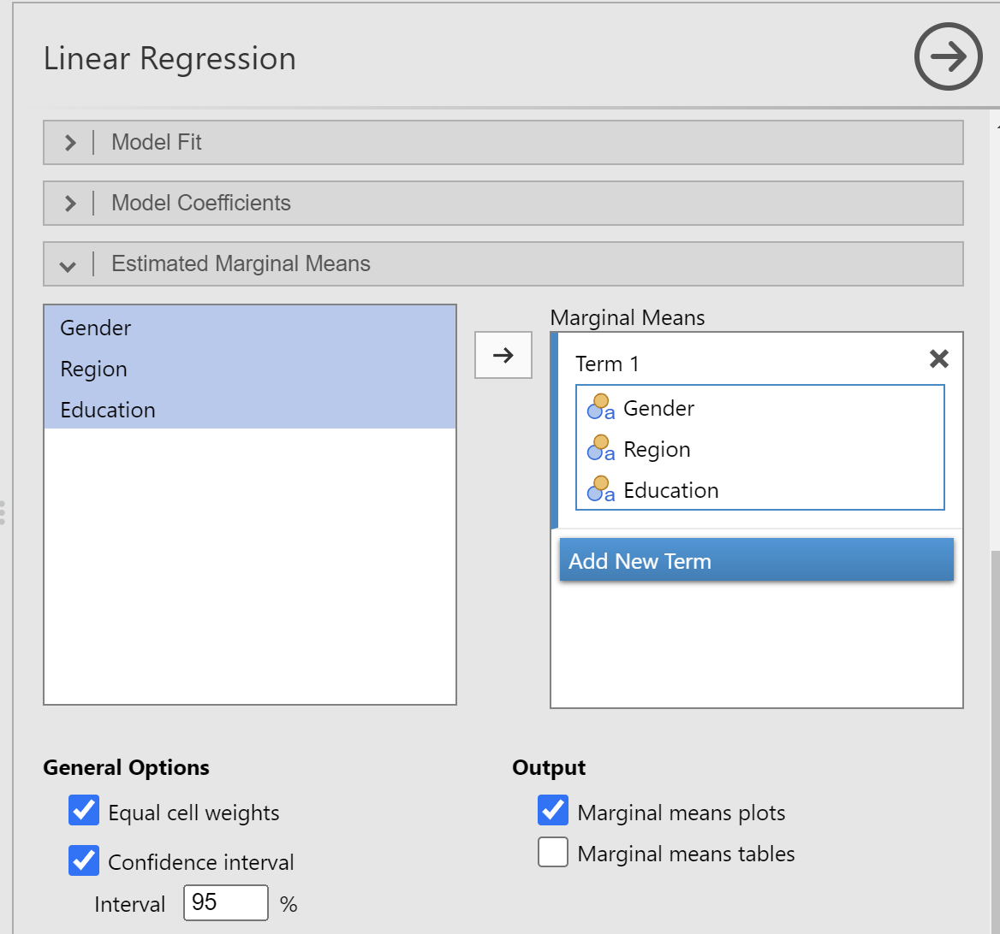 Linear Regression
Model Fit
Model Coefficients
Estimated Marginal Means
Gender
Region
Education
Marginal Means
Term 1
Gender
Region
Education
Add New Term
General Options
Equal cell weights
Confidence interval
Interval 95 %
Output
Marginal means plots
Marginal means tables